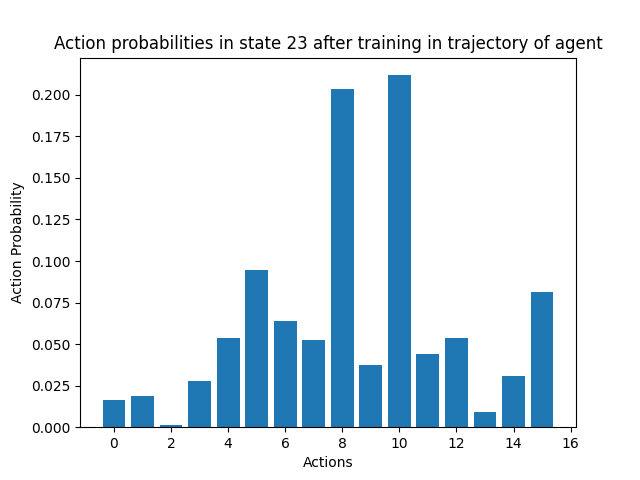 Action probabilities in state 23 after training in trajectory of agent
0.200
0.175
0.150
0.125
0.100
0.075
0.050
0.025
0.000
Action Probability
0 2 4 6 8 10 12 14 16
Actions